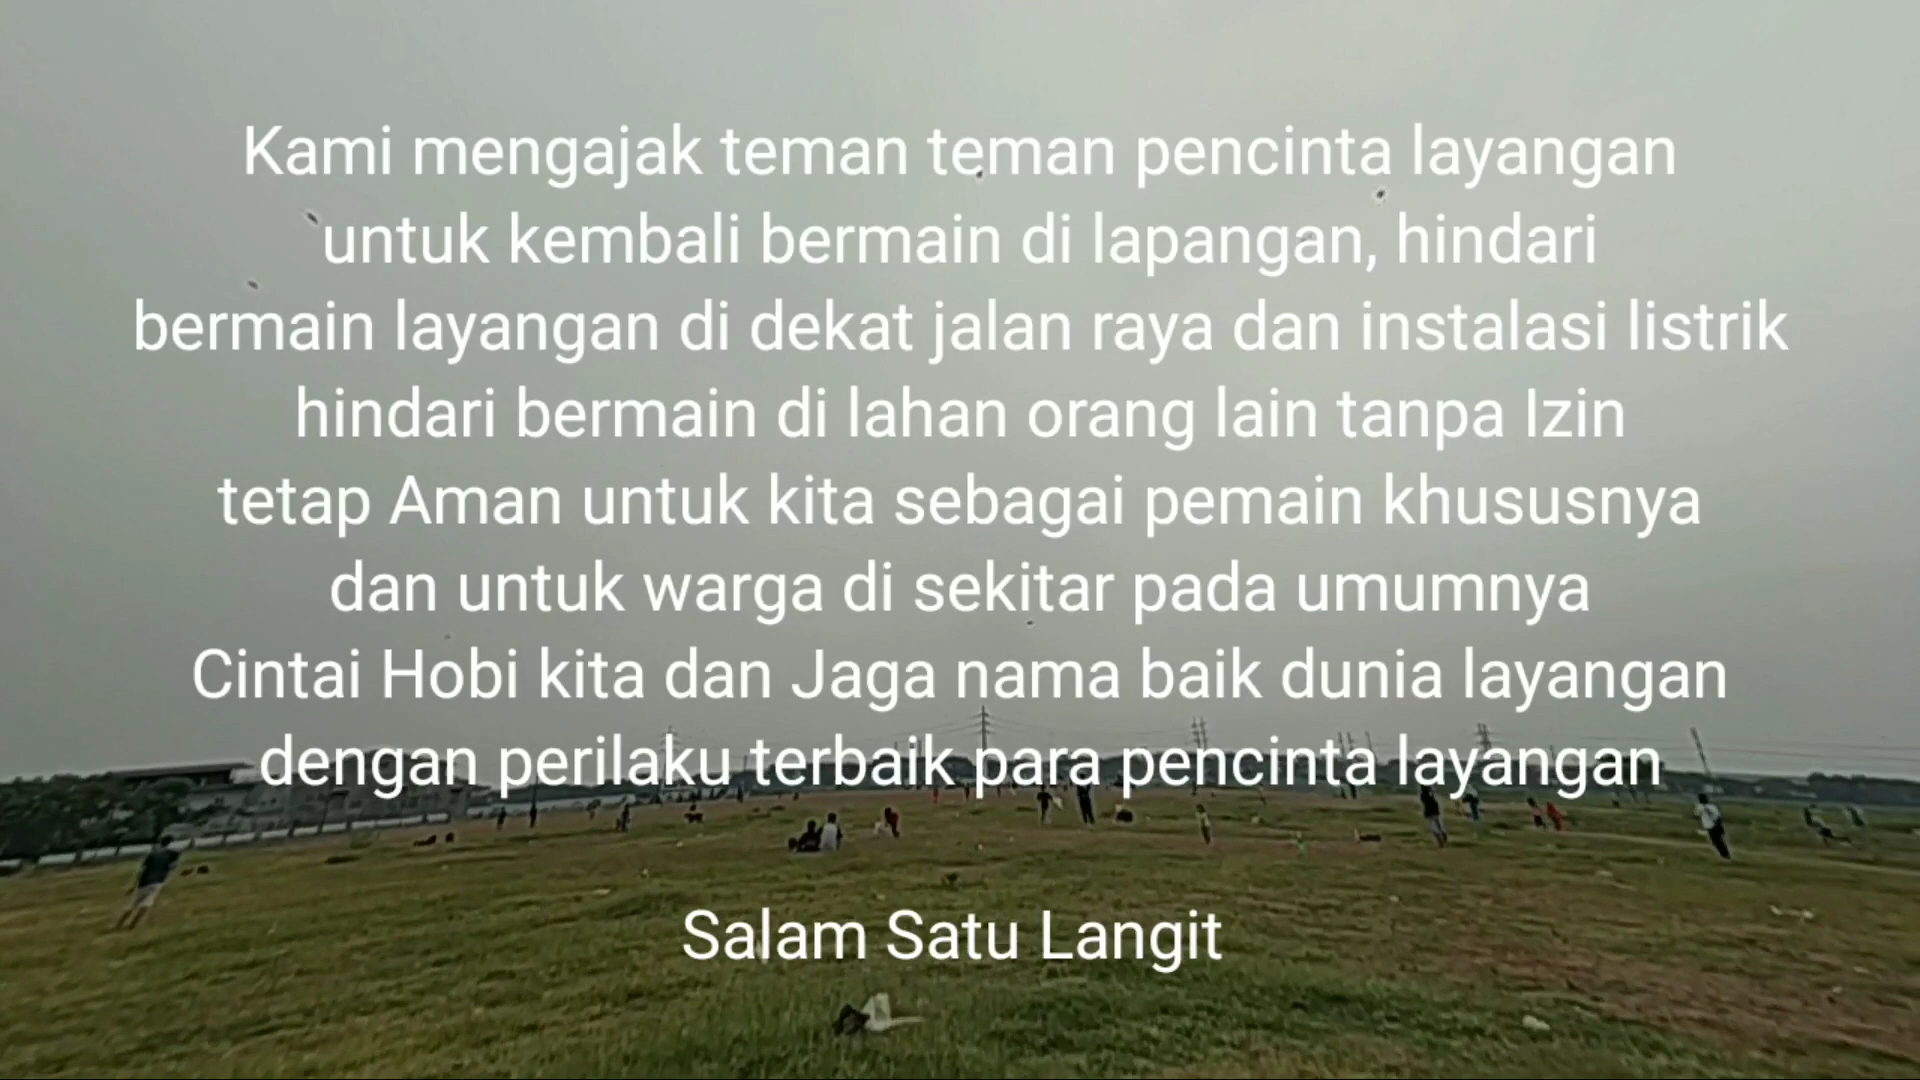 Kami mengajak teman teman pencinta layangan
untuk kembali bermain di lapangan, hindari
bermain layangan di dekat jalan raya dan instalasi listrik
hindari bermain di lahan orang lain tanpa Izin
tetap Aman untuk kita sebagai pemain khususnya
dan untuk warga di sekitar pada umumnya
Cintai Hobi kita dan Jaga nama baik dunia layangan
dengan perilaku terbaik para pencinta layangan
Salam Satu Langit